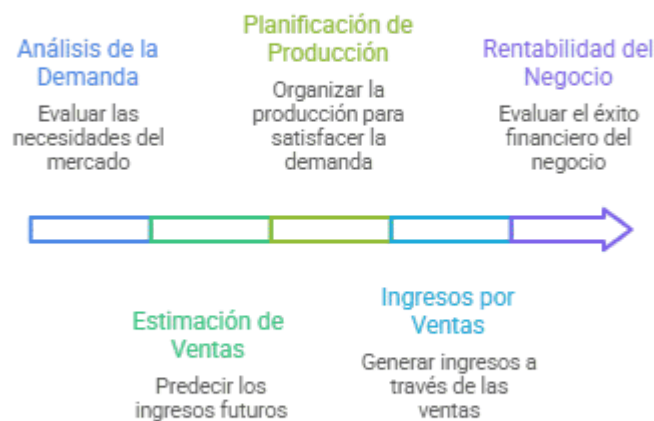 Análisis de la
Demanda
Evaluar las
necesidades del
mercado
Estimación de
Ventas
Predecir los
ingresos futuros
Planificación de
Producción
Organizar la
producción para
satisfacer la
demanda
Ingresos por
Ventas
Generar ingresos a
través de las
ventas
Rentabilidad del
Negocio
Evaluar el éxito
financiero del
negocio